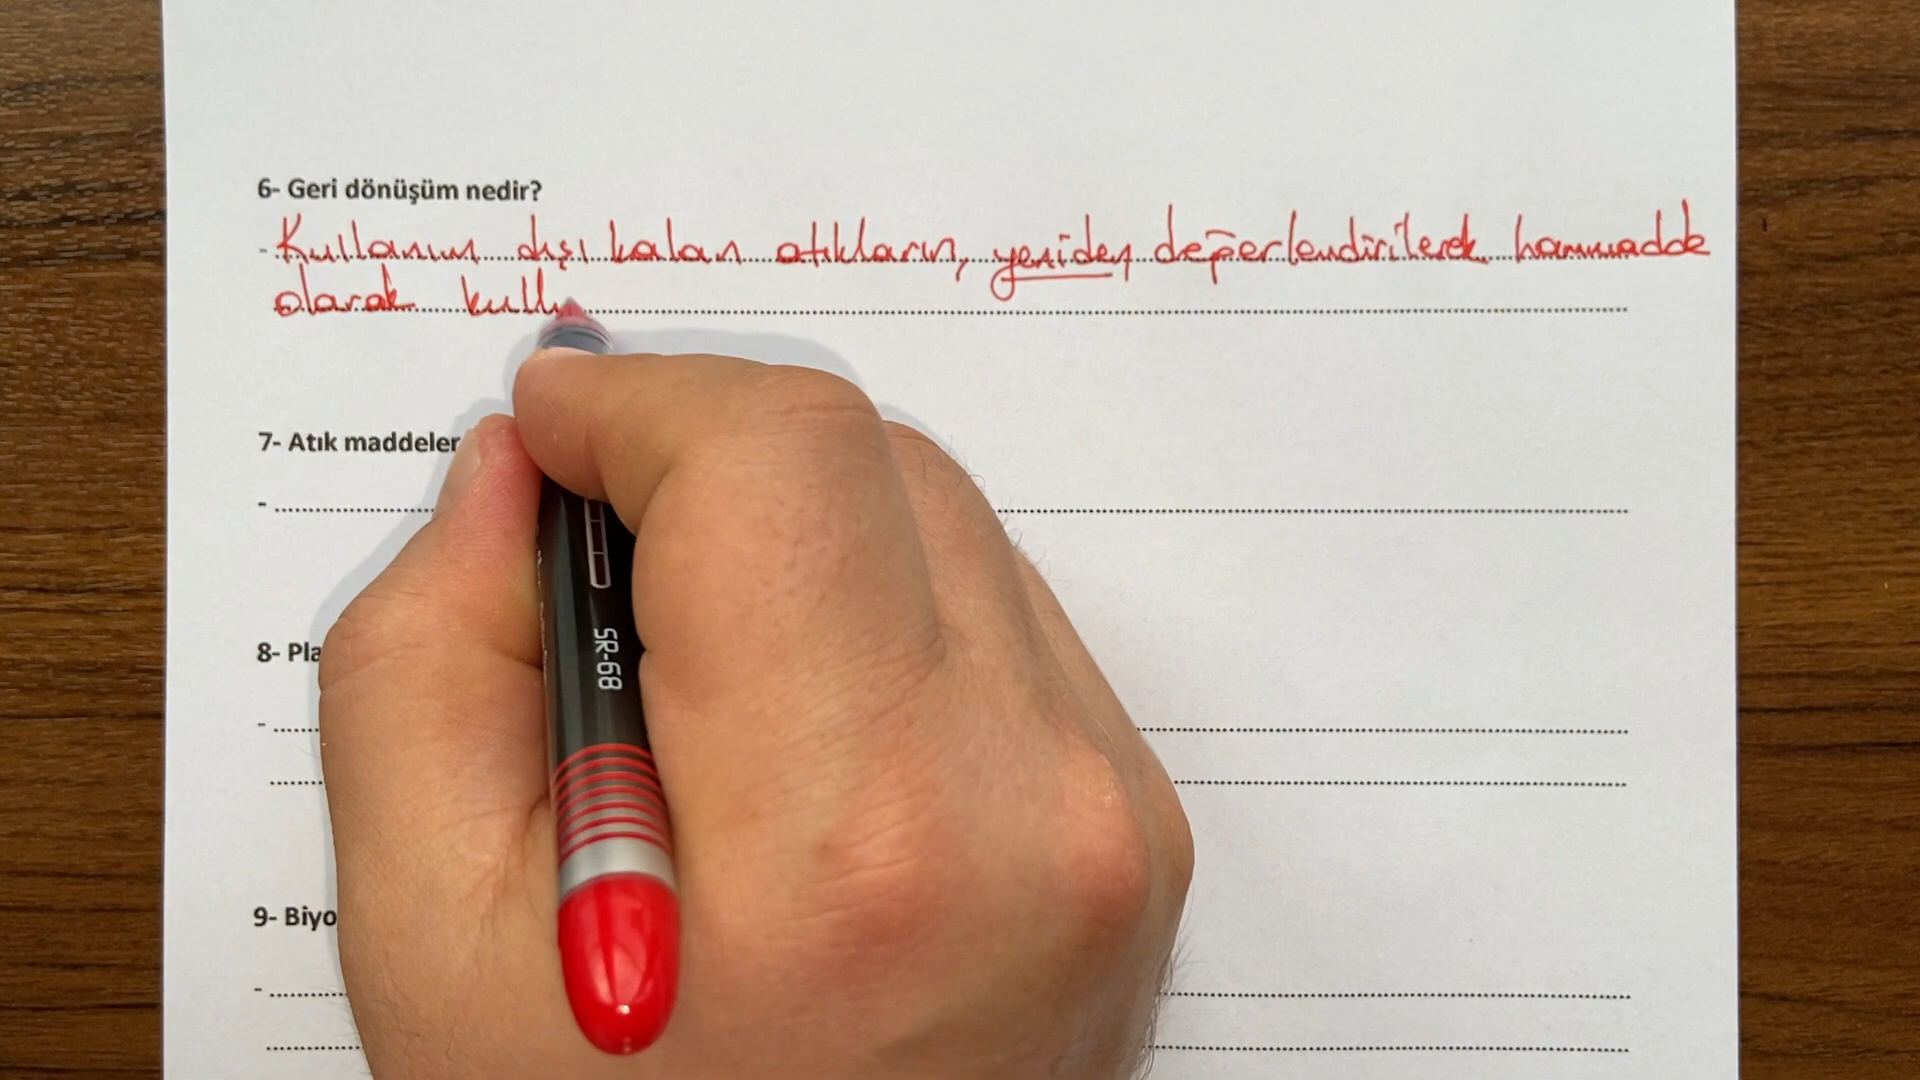 6- Geri dönüşüm nedir?
- Kullanım dışı kalan atıkların, yeniden değerlendirilerek hammadde
olarak kull
7- Atık maddeler
-
8- Pla
-
9- Biyo
-
SR-68